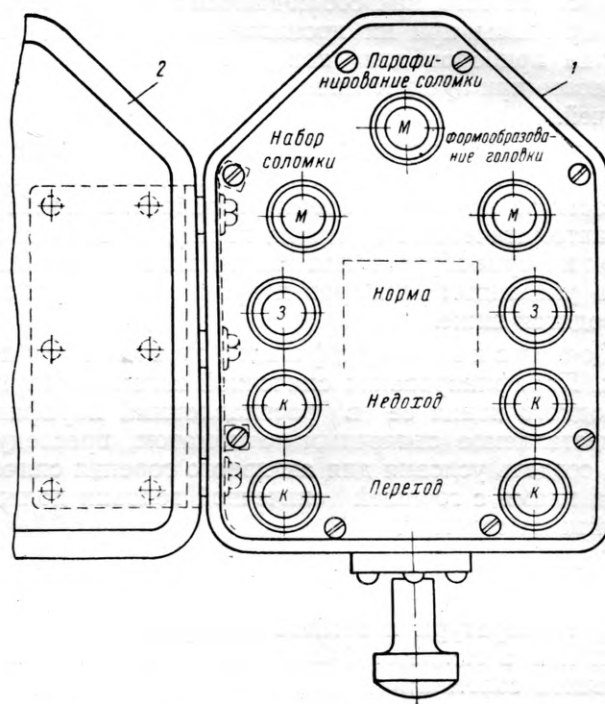 2
1
Парафи-
нирование соломки
М
Набор
соломки
Формообразова-
ние головки
М
М
Норма
З
З
Недоход
К
К
Переход
К
К